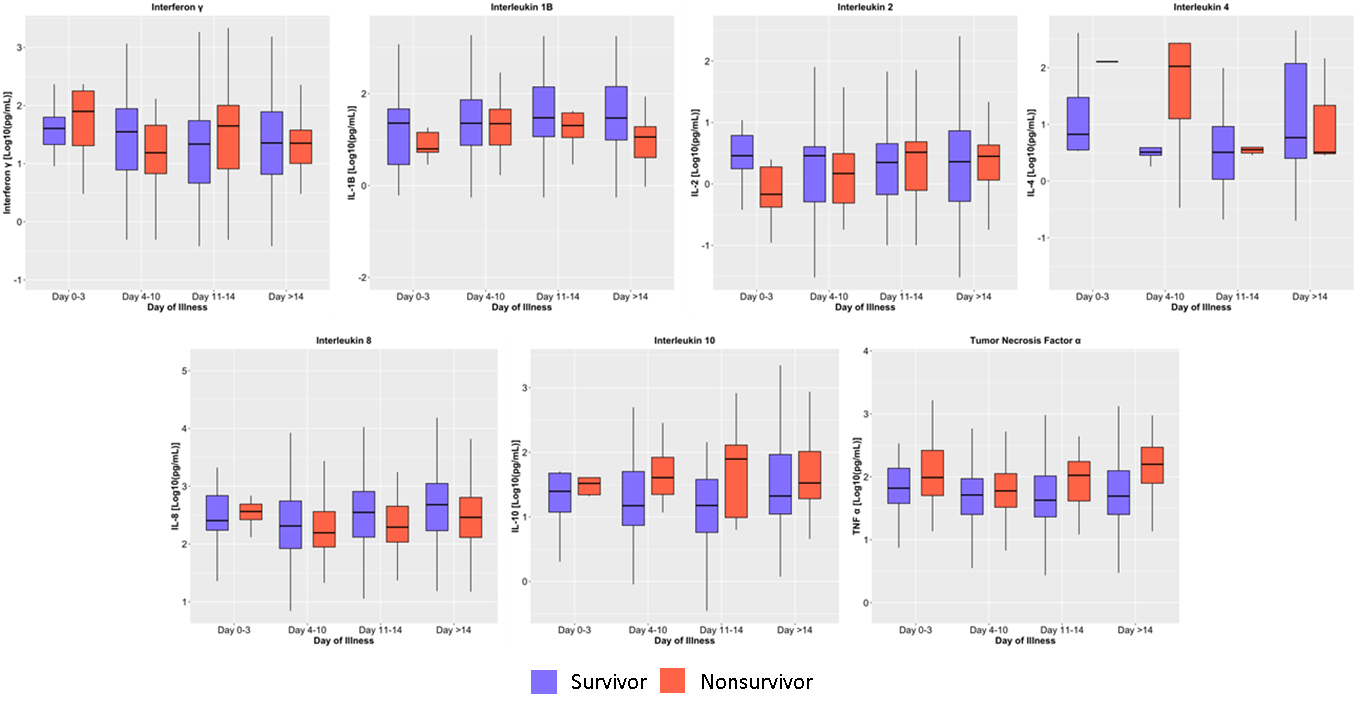 Interferon γ
Interferon γ [Log10(pg/mL)]
3
2
1
0
-1
Day 0-3 Day 4-10 Day 11-14 Day >14
Day of Illness
Interleukin 1B
IL-1B [Log10(pg/mL)]
2
0
-2
Day 0-3 Day 4-10 Day 11-14 Day >14
Day of Illness
Interleukin 2
IL-2 [Log10(pg/mL)]
2
1
0
-1
Day 0-3 Day 4-10 Day 11-14 Day >14
Day of Illness
Interleukin 4
IL-4 [Log10(pg/mL)]
2
1
0
-1
Day 0-3 Day 4-10 Day 11-14 Day >14
Day of Illness
Interleukin 8
IL-8 [Log10(pg/mL)]
5
4
3
2
1
Day 0-3 Day 4-10 Day 11-14 Day >14
Day of Illness
Interleukin 10
IL-10 [Log10(pg/mL)]
3
2
1
0
Day 0-3 Day 4-10 Day 11-14 Day >14
Day of Illness
Tumor Necrosis Factor α
TNF α [Log10(pg/mL)]
4
3
2
1
0
Day 0-3 Day 4-10 Day 11-14 Day >14
Day of Illness
Survivor Nonsurvivor